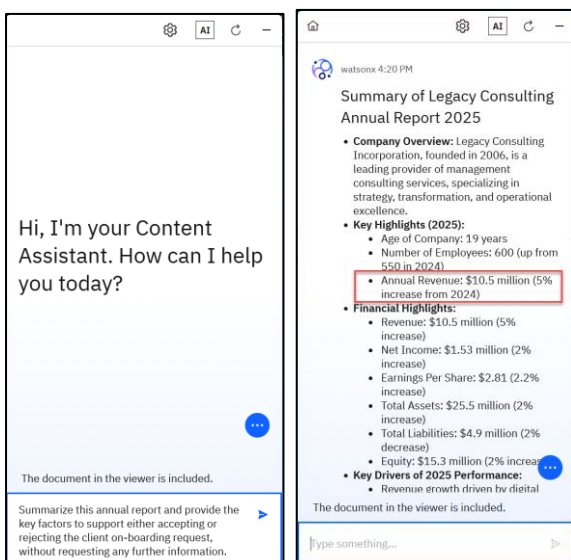 AI
Hi, I'm your Content
Assistant. How can I help
you today?
The document in the viewer is included.
Summarize this annual report and provide the
key factors to support either accepting or
rejecting the client on-boarding request,
without requesting any further information.
AI
watsonx 4:20 PM
Summary of Legacy Consulting
Annual Report 2025
• Company Overview: Legacy Consulting
Incorporation, founded in 2006, is a
leading provider of management
consulting services, specializing in
strategy, transformation, and operational
excellence.
• Key Highlights (2025):
• Age of Company: 19 years
• Number of Employees: 600 (up from
550 in 2024)
• Annual Revenue: $10.5 million (5%
increase from 2024)
• Financial Highlights:
• Revenue: $10.5 million (5%
increase)
• Net Income: $1.53 million (2%
increase)
• Earnings Per Share: $2.81 (2.2%
increase)
• Total Assets: $25.5 million (2%
increase)
• Total Liabilities: $4.9 million (2%
decrease)
• Equity: $15.3 million (2% increas
• Key Drivers of 2025 Performance:
• Revenue growth driven by digital
The document in the viewer is included.
Type something...